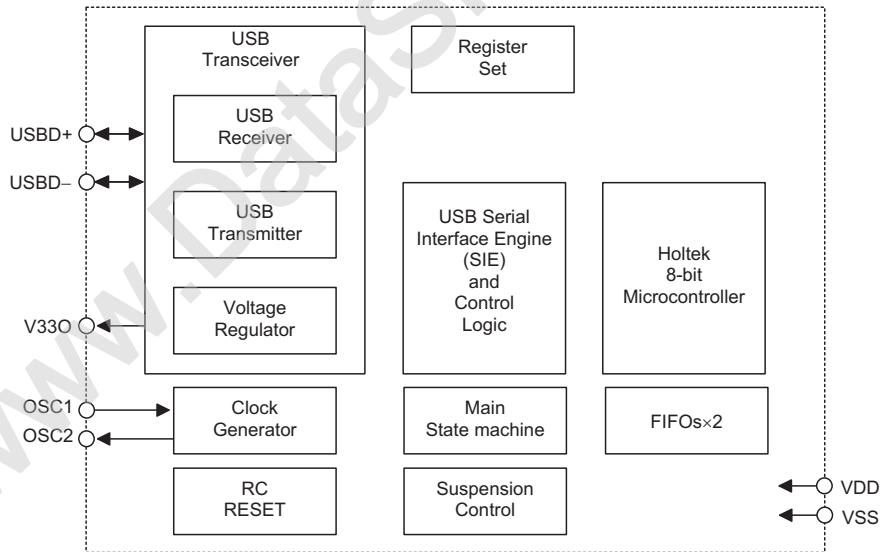 USB
Transceiver
Register
Set
USB
Receiver
USBD+
USBD−
USB
Transmitter
USB Serial
Interface Engine
(SIE)
and
Control
Logic
Holtek
8-bit
Microcontroller
Voltage
Regulator
V33O
OSC1
OSC2
Clock
Generator
Main
State machine
FIFOs×2
RC
RESET
Suspension
Control
VDD
VSS
www.DataS